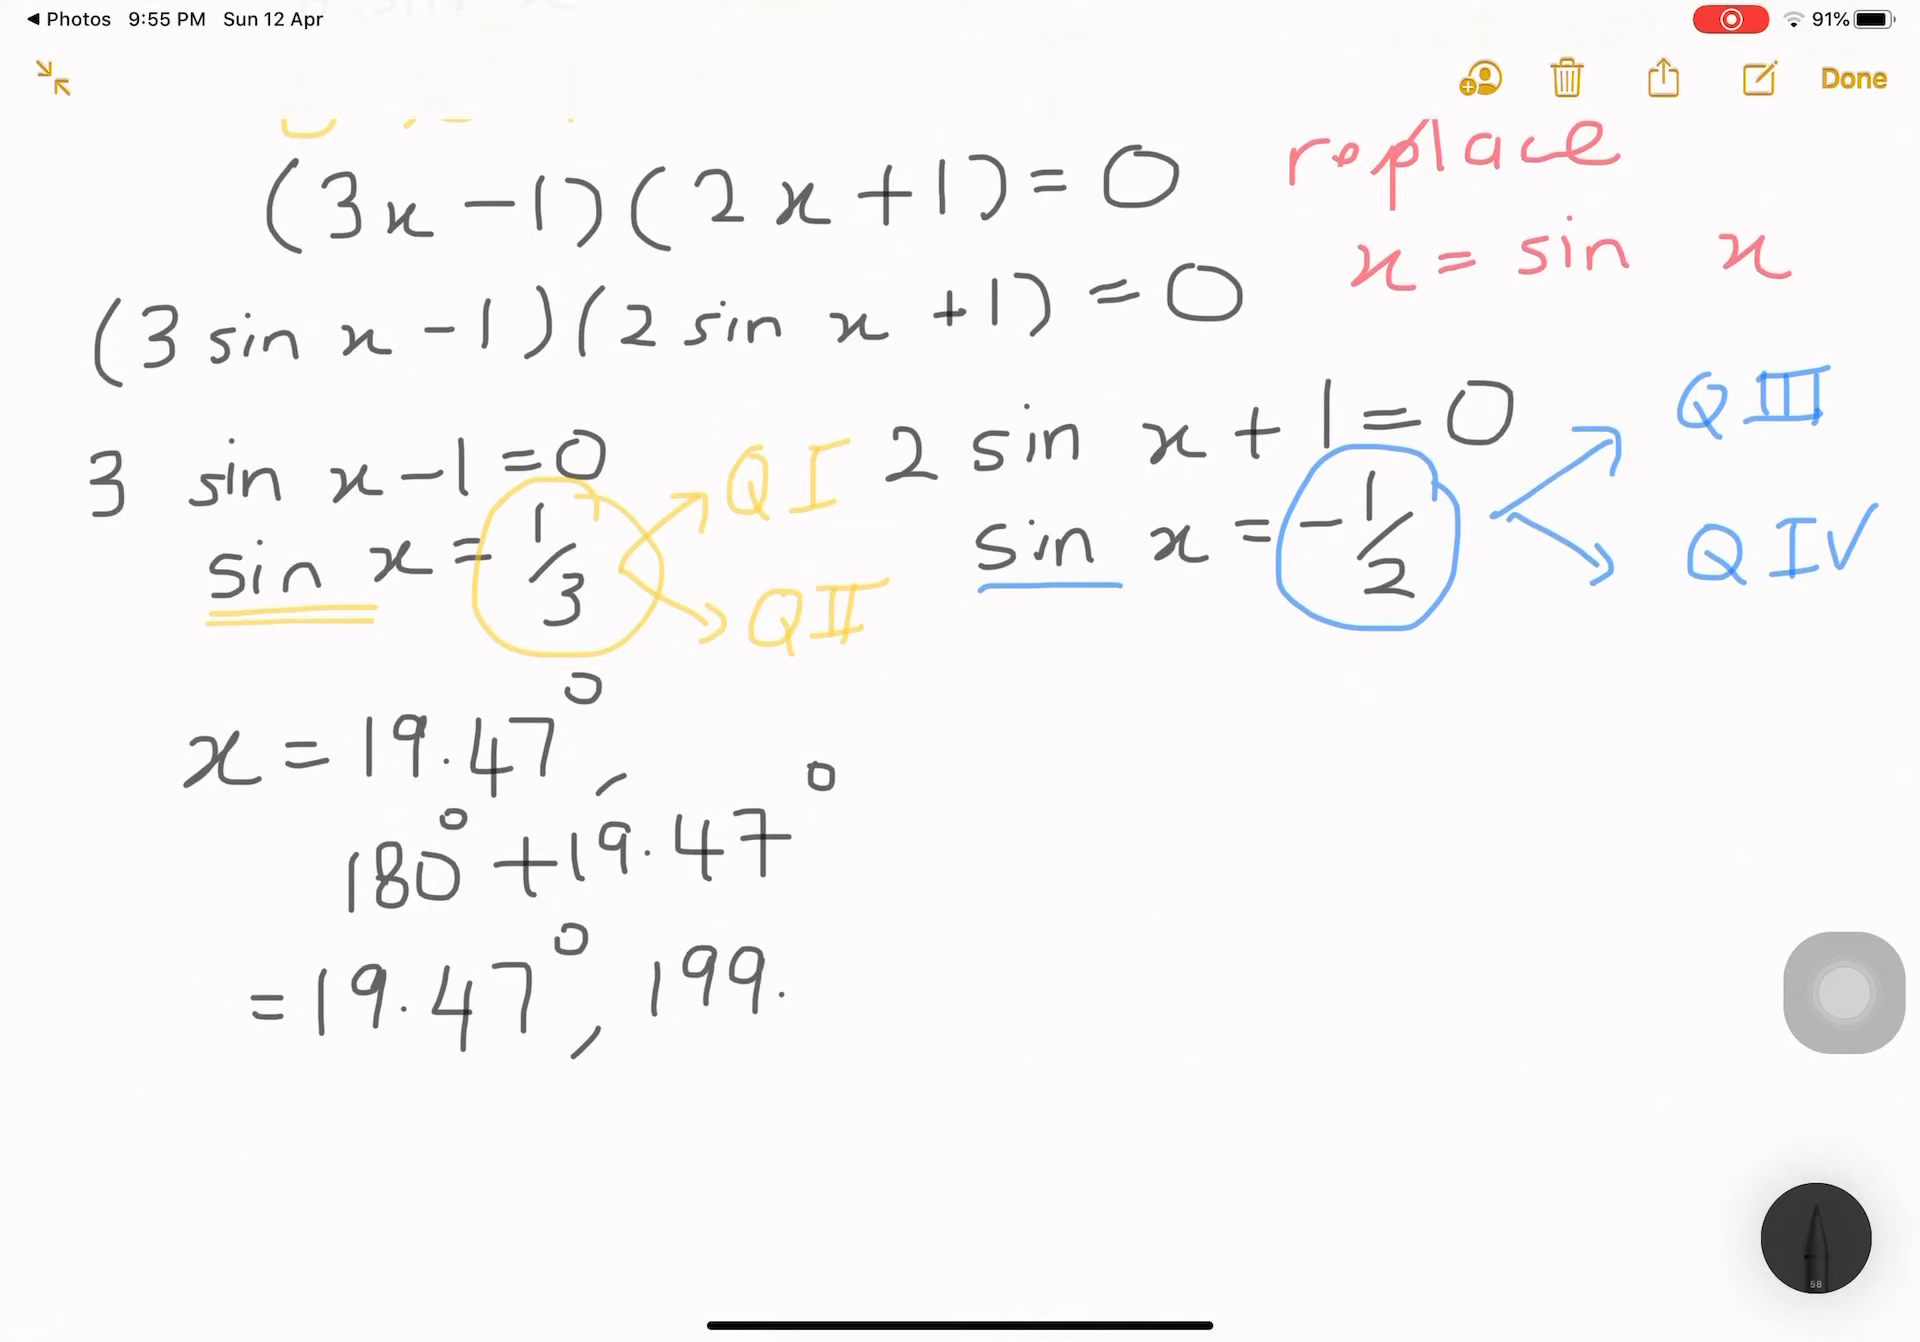 Photos 9:55 PM Sun 12 Apr 91%
Done
(3x-1)(2x+1)=0
replace
x = sin x
(3 sin x -1)(2 sin x +1) = 0
3 sin x -1 = 0
2 sin x + 1 = 0
sin x = 1/3
QI
QII
sin x = -1/2
QIII
QIV
x = 19.47°,
180° + 19.47°
= 19.47°, 199.
58